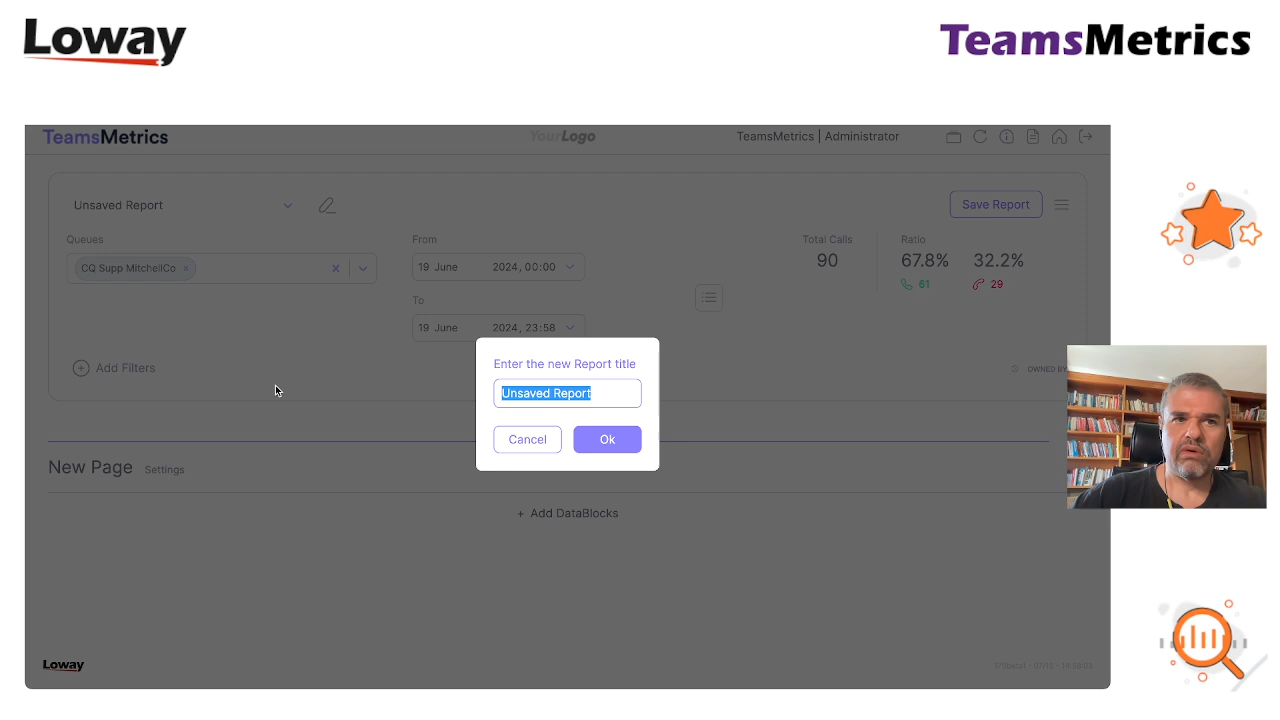 Loway
TeamsMetrics
TeamsMetrics
YourLogo
TeamsMetrics | Administrator
Unsaved Report
Save Report
Queues
From
Total Calls
Ratio
CQ Supp MitchellCo ×
19 June 2024, 00:00
90
67.8%
32.2%
61
29
To
19 June 2024, 23:58
Add Filters
OWNED BY
Enter the new Report title
Unsaved Report
Cancel
Ok
New Page
Settings
+ Add DataBlocks
Loway